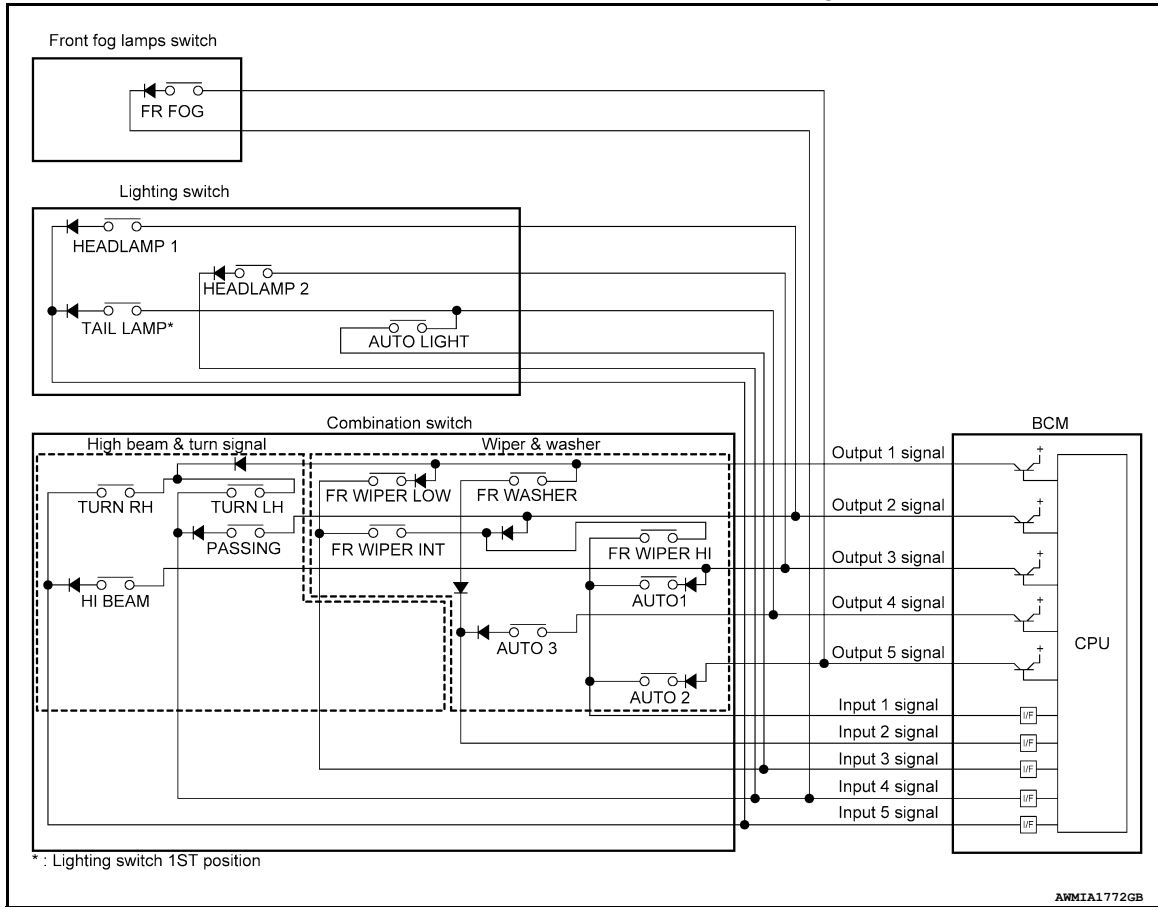 Front fog lamps switch
FR FOG
Lighting switch
HEADLAMP 1
HEADLAMP 2
TAIL LAMP*
AUTO LIGHT
Combination switch
High beam & turn signal
Wiper & washer
TURN RH
TURN LH
PASSING
HI BEAM
FR WIPER LOW
FR WASHER
FR WIPER INT
FR WIPER HI
AUTO1
AUTO 3
AUTO 2
BCM
Output 1 signal
+
Output 2 signal
+
Output 3 signal
+
Output 4 signal
+
Output 5 signal
+
CPU
Input 1 signal
I/F
Input 2 signal
I/F
Input 3 signal
I/F
Input 4 signal
I/F
Input 5 signal
I/F
* : Lighting switch 1ST position
AWMIA1772GB